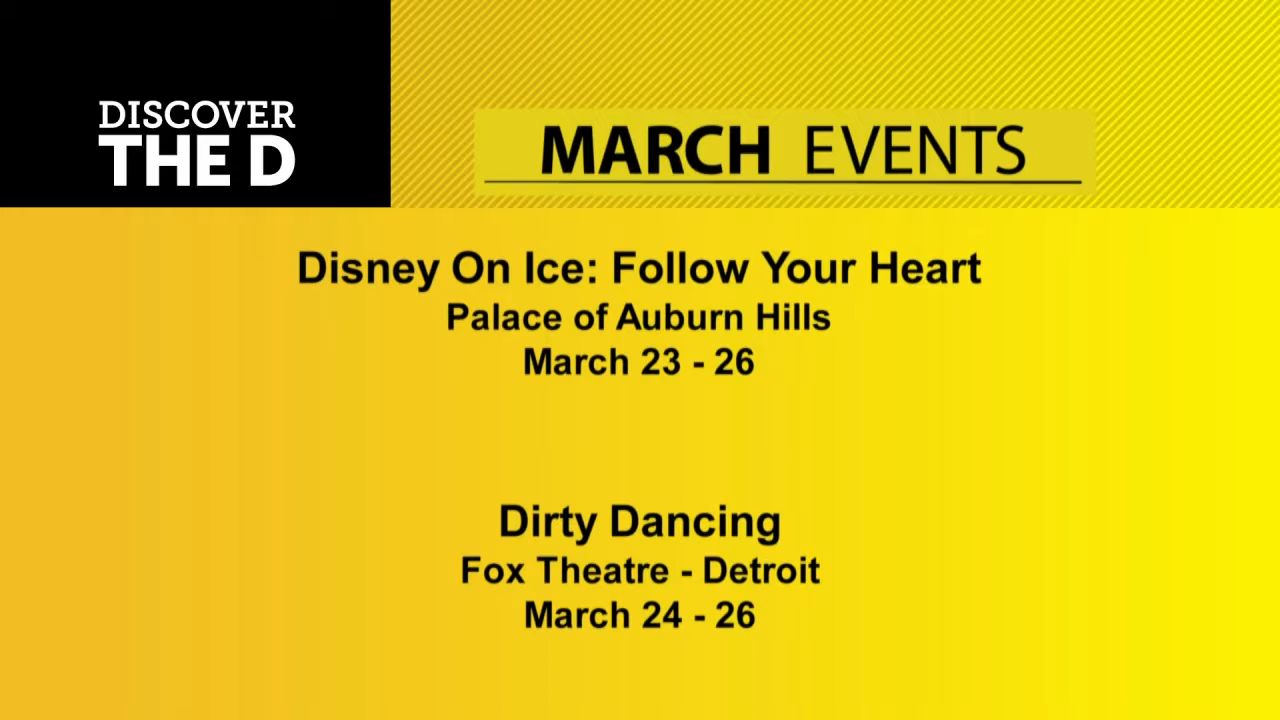 DISCOVER
THE D
MARCH EVENTS
Disney On Ice: Follow Your Heart
Palace of Auburn Hills
March 23 - 26
Dirty Dancing
Fox Theatre - Detroit
March 24 - 26